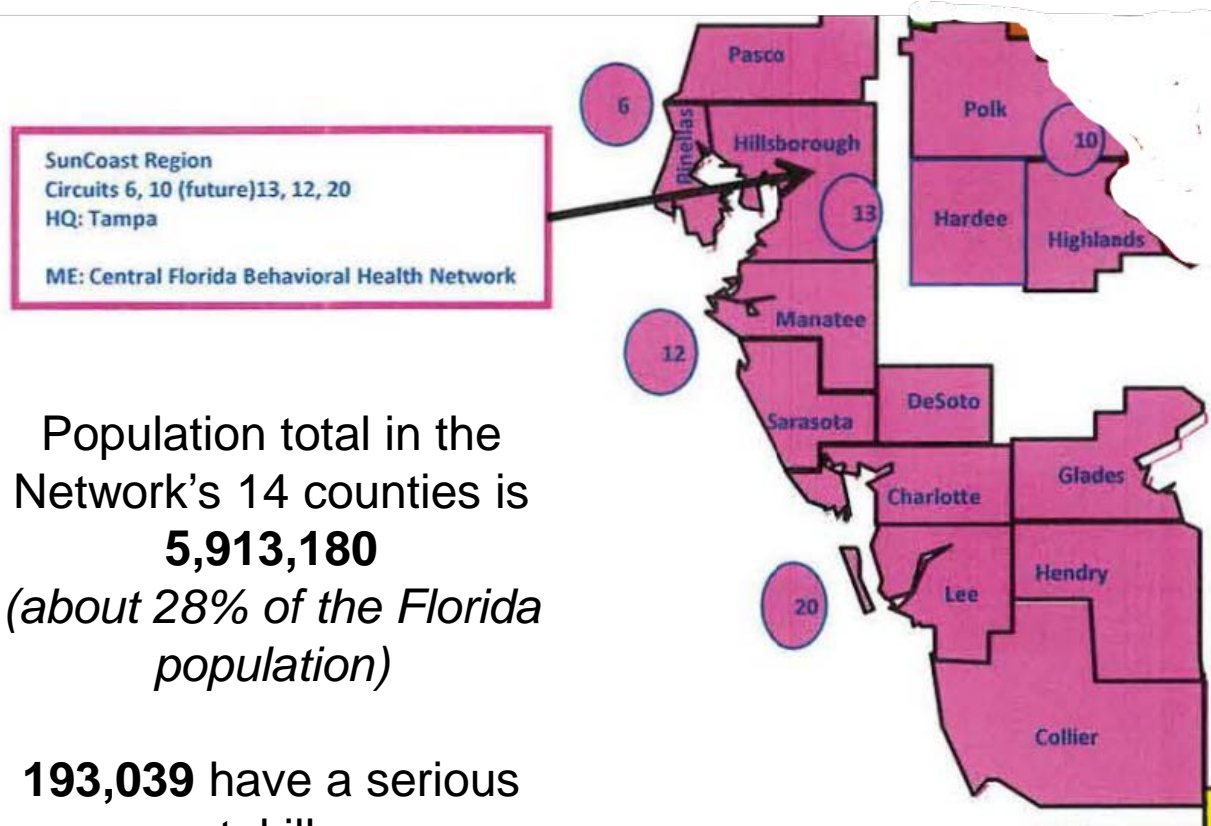 SunCoast Region
Circuits 6, 10 (future)13, 12, 20
HQ: Tampa
ME: Central Florida Behavioral Health Network
Population total in the
Network’s 14 counties is
5,913,180
(about 28% of the Florida
population)
193,039 have a serious
Pasco
6
Pinellas
Hillsborough
13
Polk
10
Hardee
Highlands
Manatee
12
Sarasota
DeSoto
Charlotte
Glades
20
Lee
Hendry
Collier